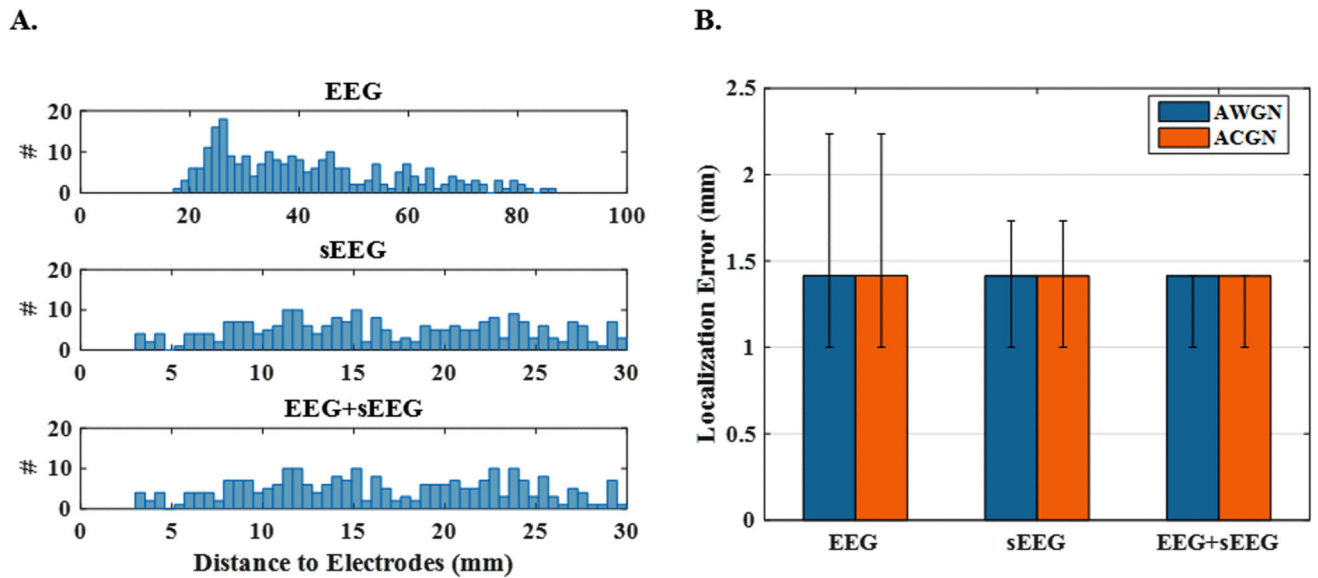 A.
B.
EEG
20
10
0
#
0 20 40 60 80 100
sEEG
20
10
0
#
0 5 10 15 20 25 30
EEG+sEEG
20
10
0
#
0 5 10 15 20 25 30
Distance to Electrodes (mm)
2.5
2
1.5
1
0.5
0
Localization Error (mm)
AWGN
ACGN
EEG sEEG EEG+sEEG